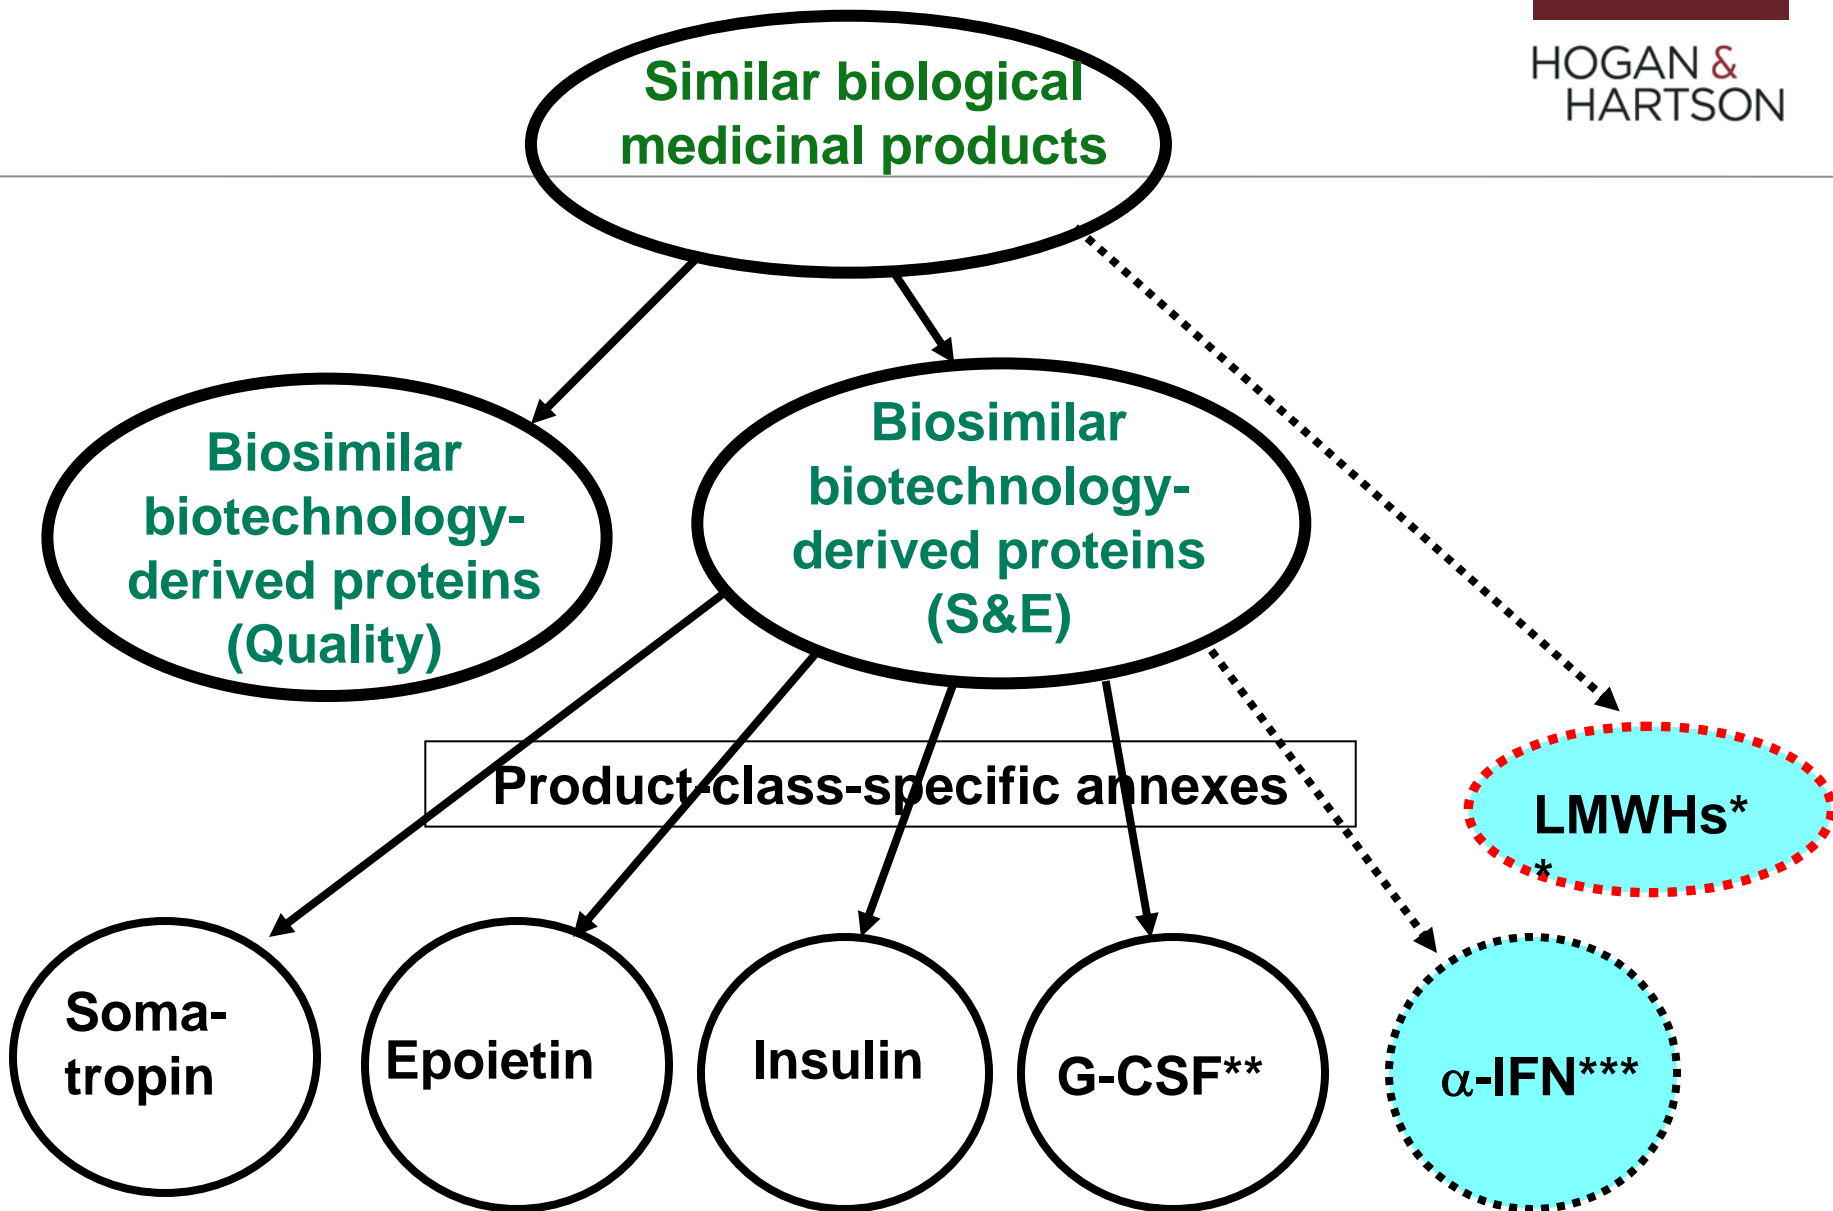 HOGAN &
HARTSON
Similar biological
medicinal products
Biosimilar
biotechnology-
derived proteins
(Quality)
Biosimilar
biotechnology-
derived proteins
(S&E)
Product-class-specific annexes
LMWHs*
*
Soma-
tropin
Epoietin
Insulin
G-CSF**
α-IFN***